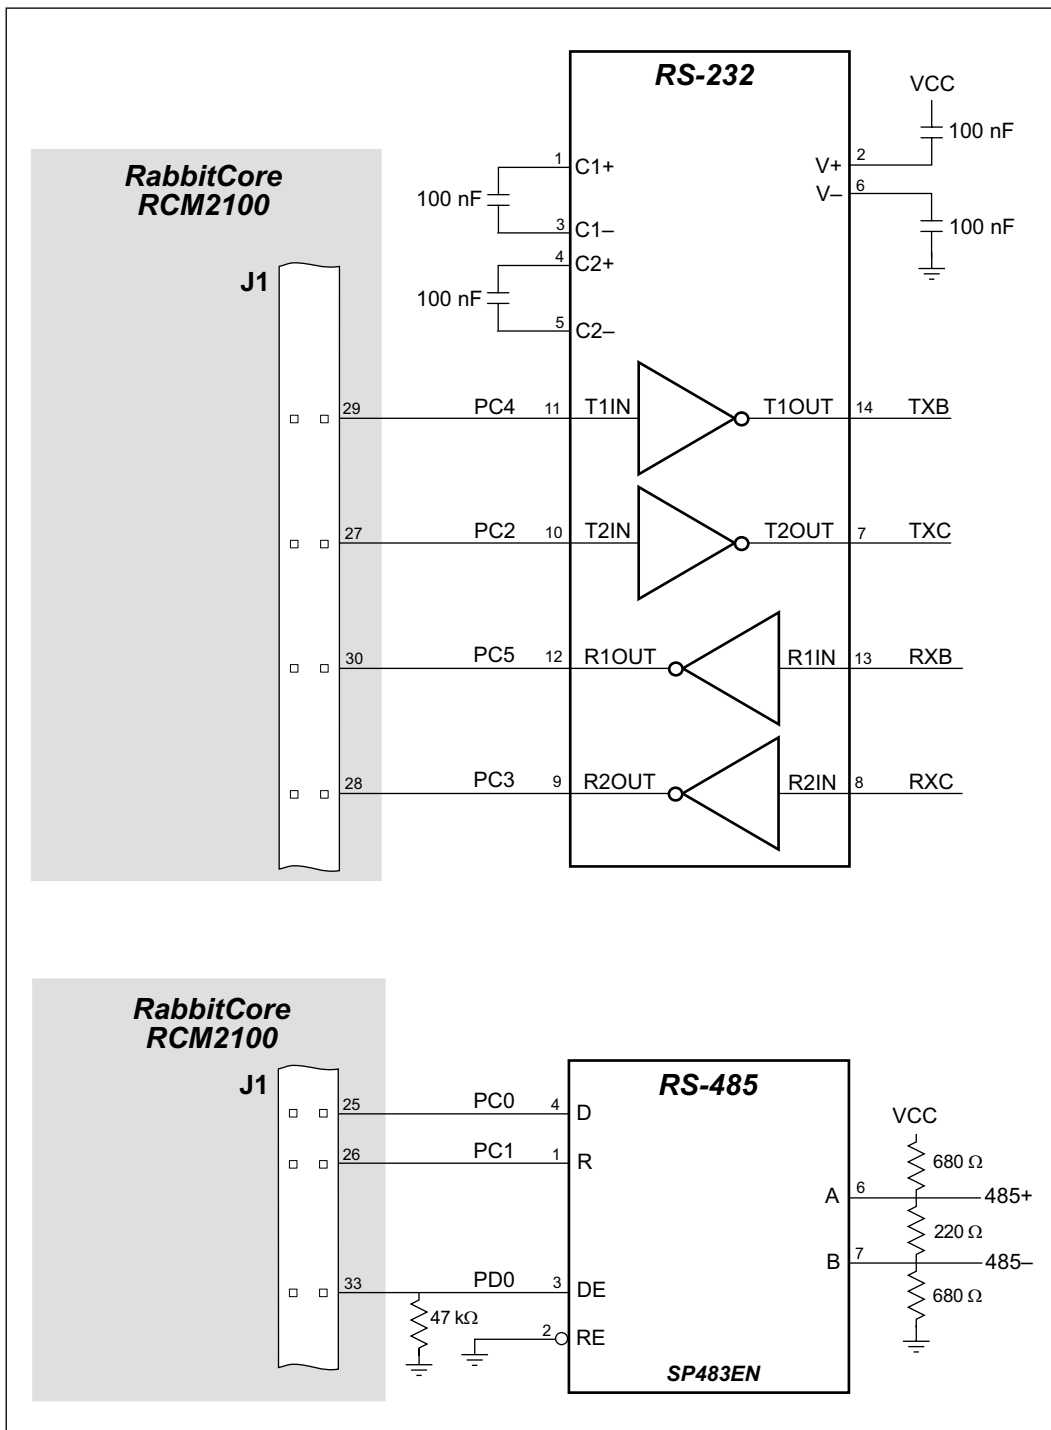 RS-232
VCC
100 nF
RabbitCore
RCM2100
1 C1+
V+ 2
V– 6
100 nF
100 nF
3 C1–
4 C2+
J1
100 nF
5 C2–
29 PC4 11 T1IN T1OUT 14 TXB
27 PC2 10 T2IN T2OUT 7 TXC
30 PC5 12 R1OUT R1IN 13 RXB
28 PC3 9 R2OUT R2IN 8 RXC
RabbitCore
RCM2100
J1
RS-485
25 PC0 4 D
VCC
26 PC1 1 R
680 Ω
A 6 485+
220 Ω
B 7 485–
33 PD0 3 DE
680 Ω
47 kΩ
2 RE
SP483EN